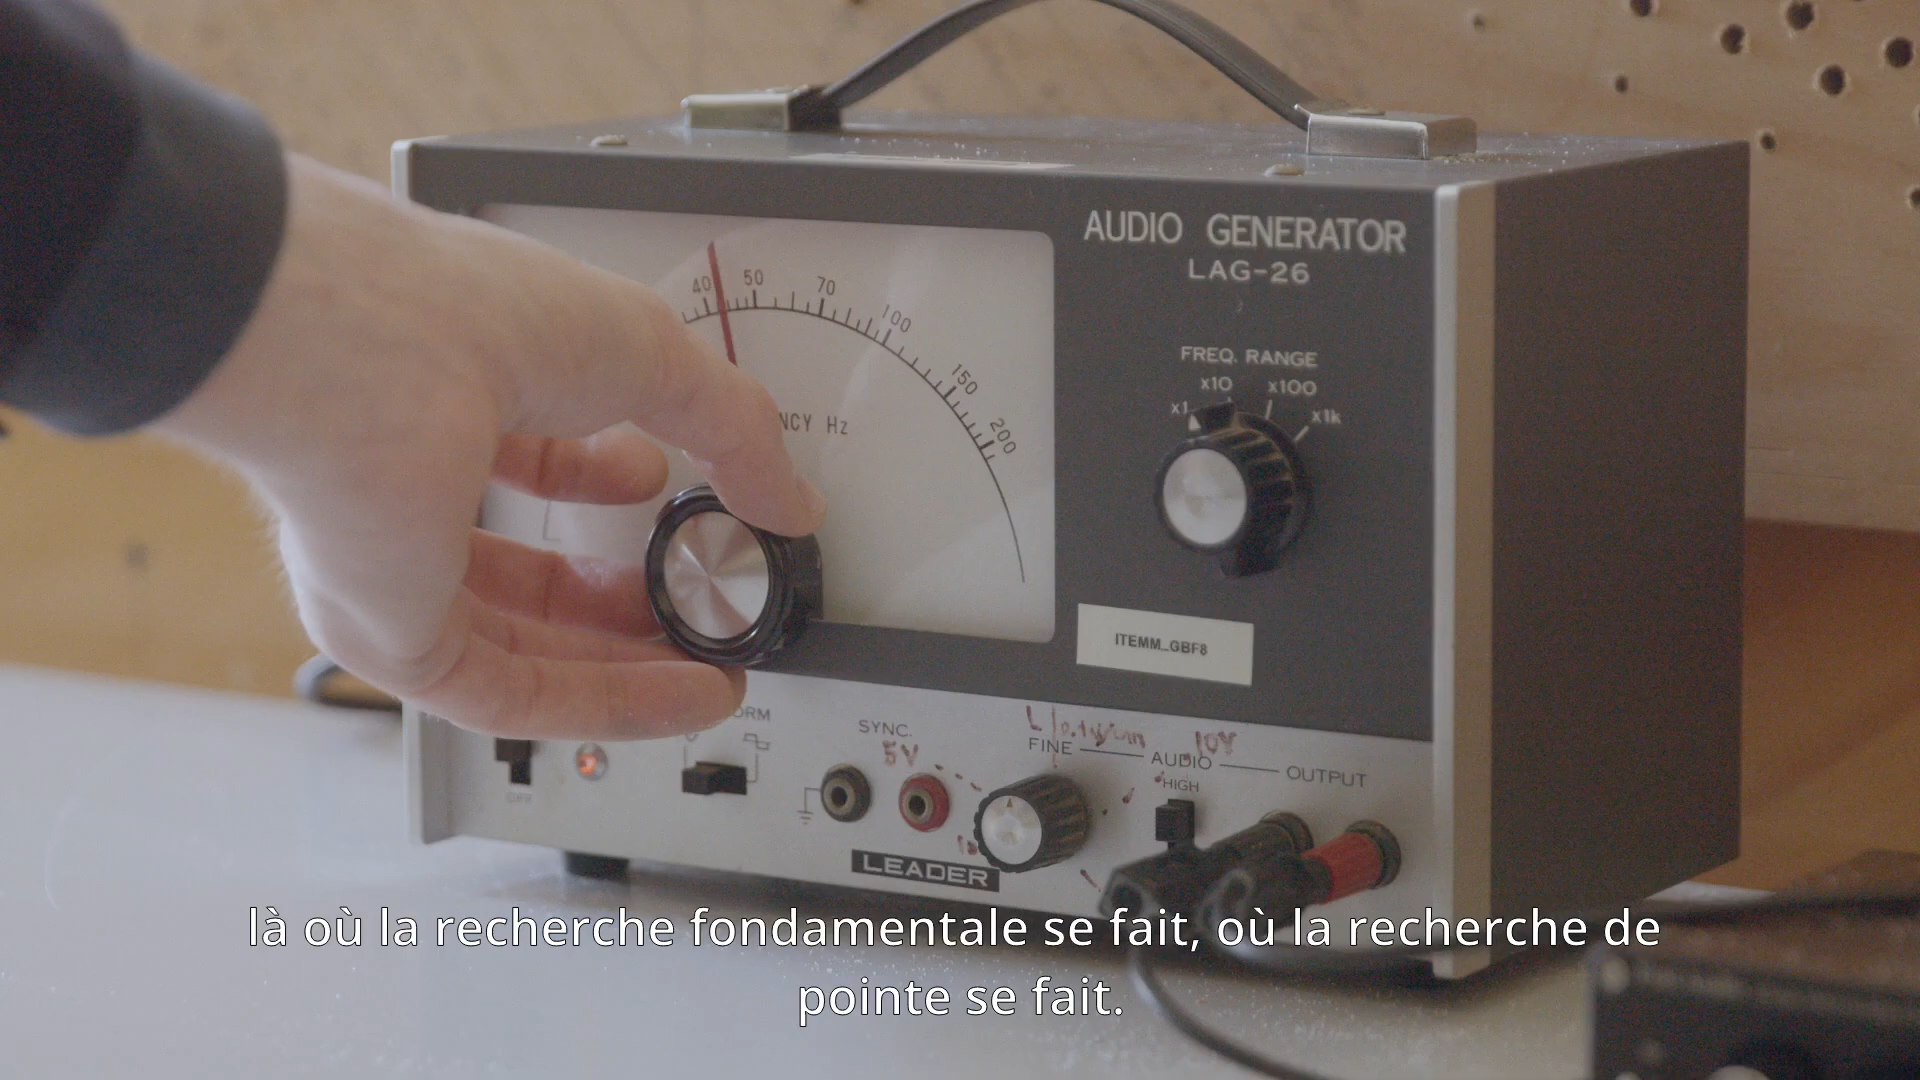 AUDIO GENERATOR
LAG-26
40 50 70 100 150 200
NCY Hz
FREQ. RANGE
x1 x10 x100 x1k
ITEMM_GBF8
ORM
SYNC.
5V
10V
FINE AUDIO OUTPUT
HIGH
OFF
LEADER
là où la recherche fondamentale se fait, où la recherche de
pointe se fait.